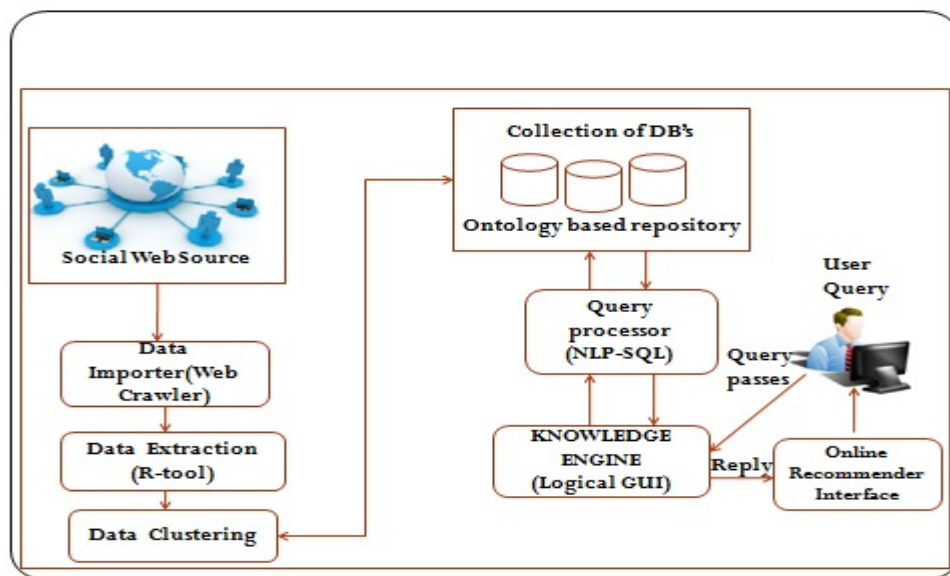 Social Web Source
Data
Importer(Web
Crawler)
Data Extraction
(R-tool)
Data Clustering
Collection of DB's
Ontology based repository
Query
processor
(NLP-SQL)
KNOWLEDGE
ENGINE
(Logical GUI)
User
Query
Query
passes
Reply
Online
Recommender
Interface